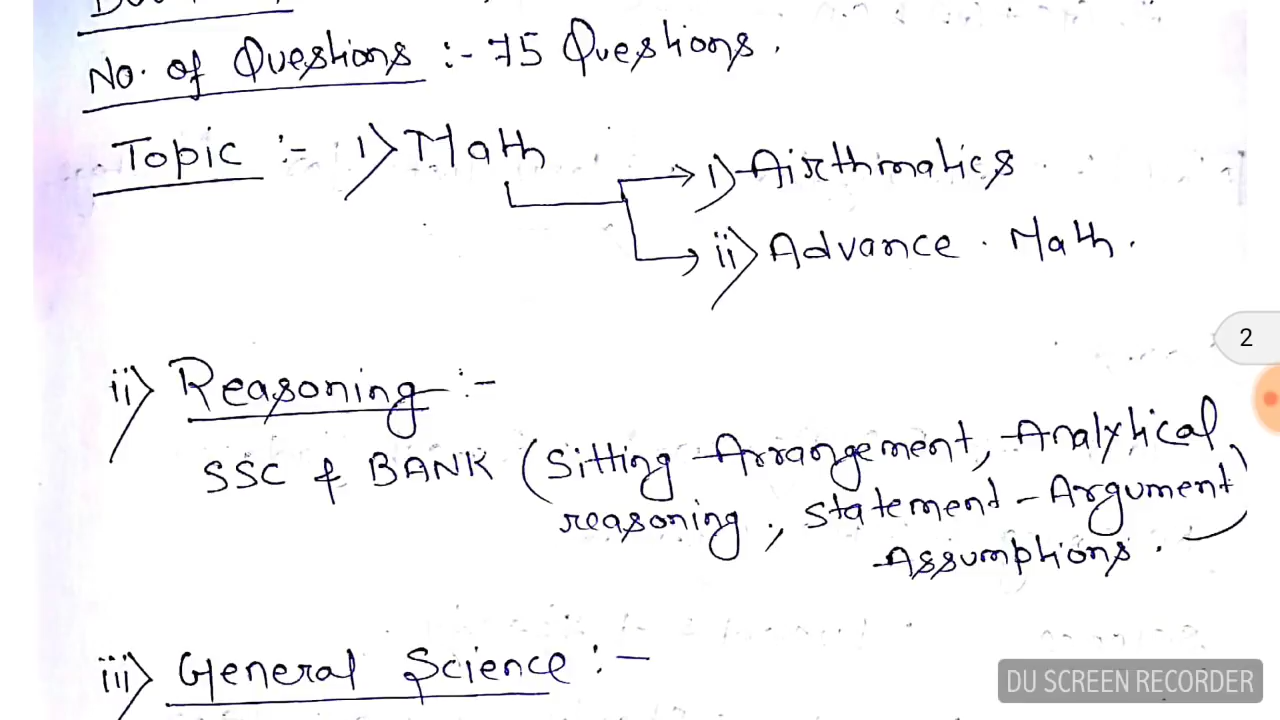 No. of Questions :- 75 Questions.
Topic :- i) Math
i) Airthmatics
ii) Advance. Math.
2
ii) Reasoning :-
SSC & BANK (Sitting Arrangement, Analytical
reasoning, statement - Argument
Assumptions.)
iii) General Science :-
DU SCREEN RECORDER